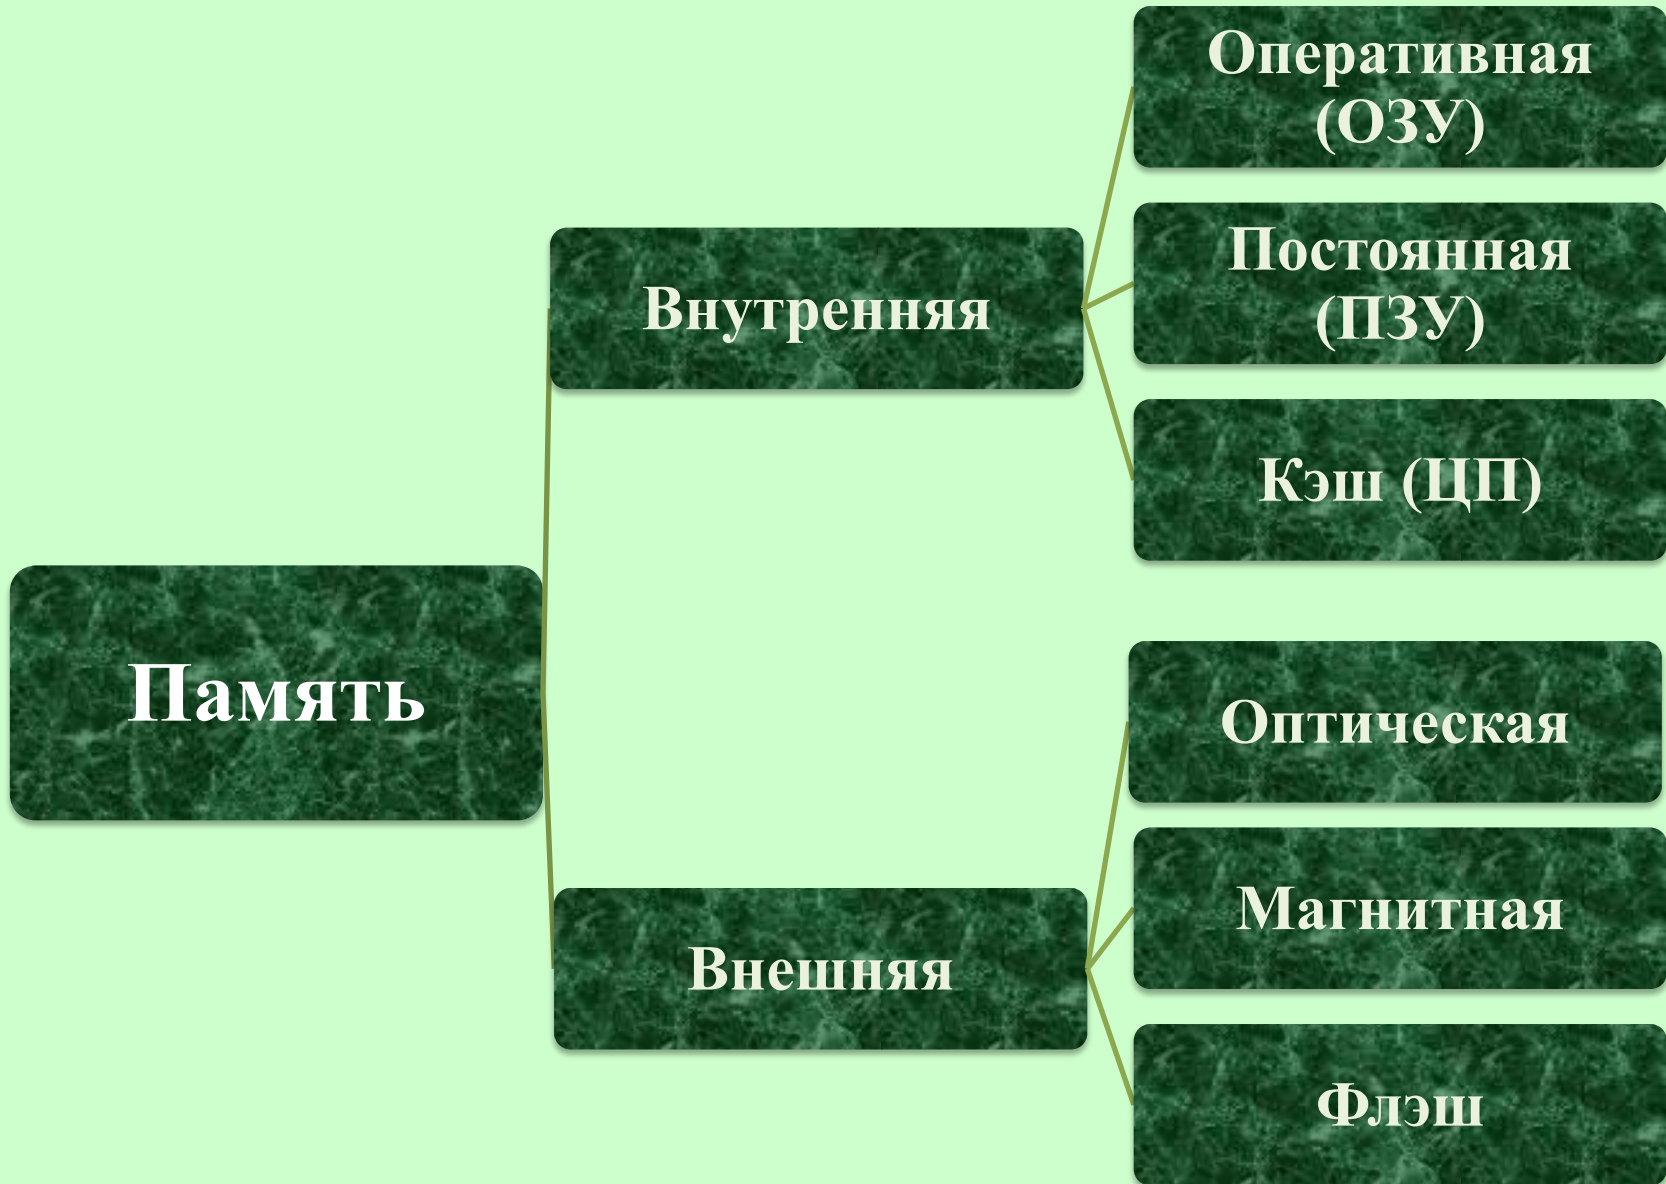 Память
Внутренняя
Оперативная
(ОЗУ)
Постоянная
(ПЗУ)
Кэш (ЦП)
Внешняя
Оптическая
Магнитная
Флэш